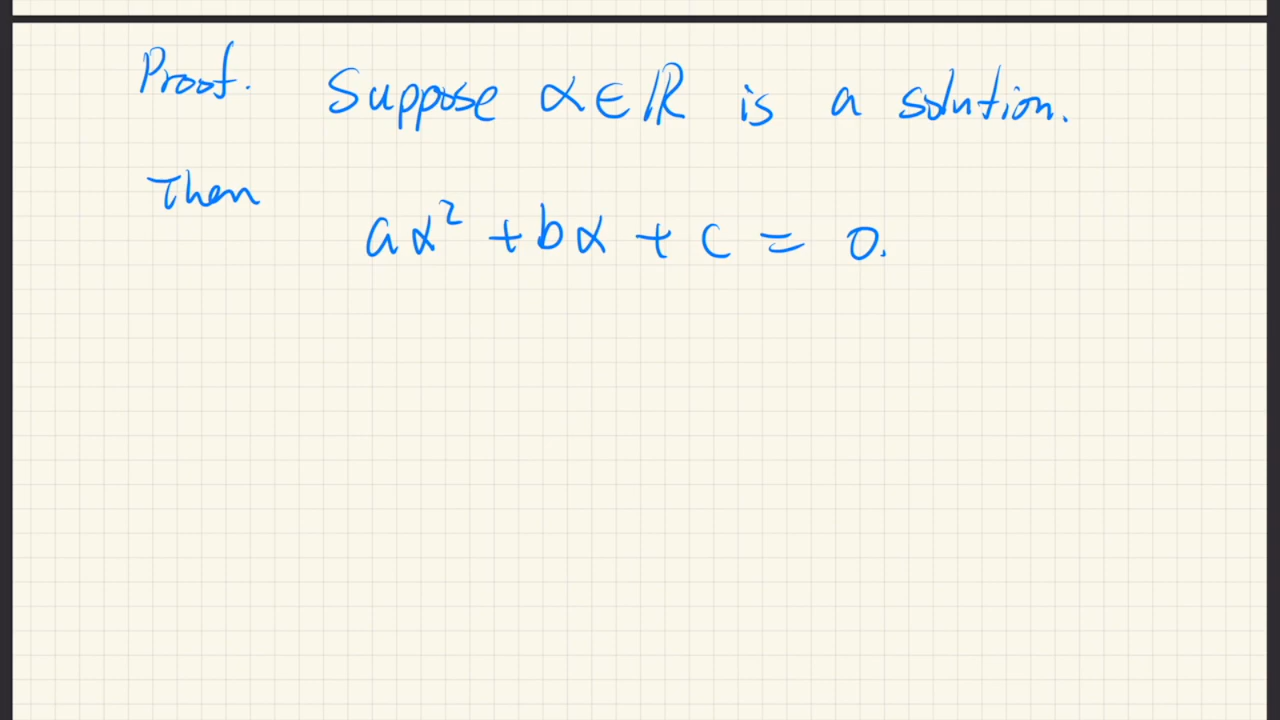 Proof. Suppose α∈ℝ is a solution.
Then
aα² + bα + c = 0.